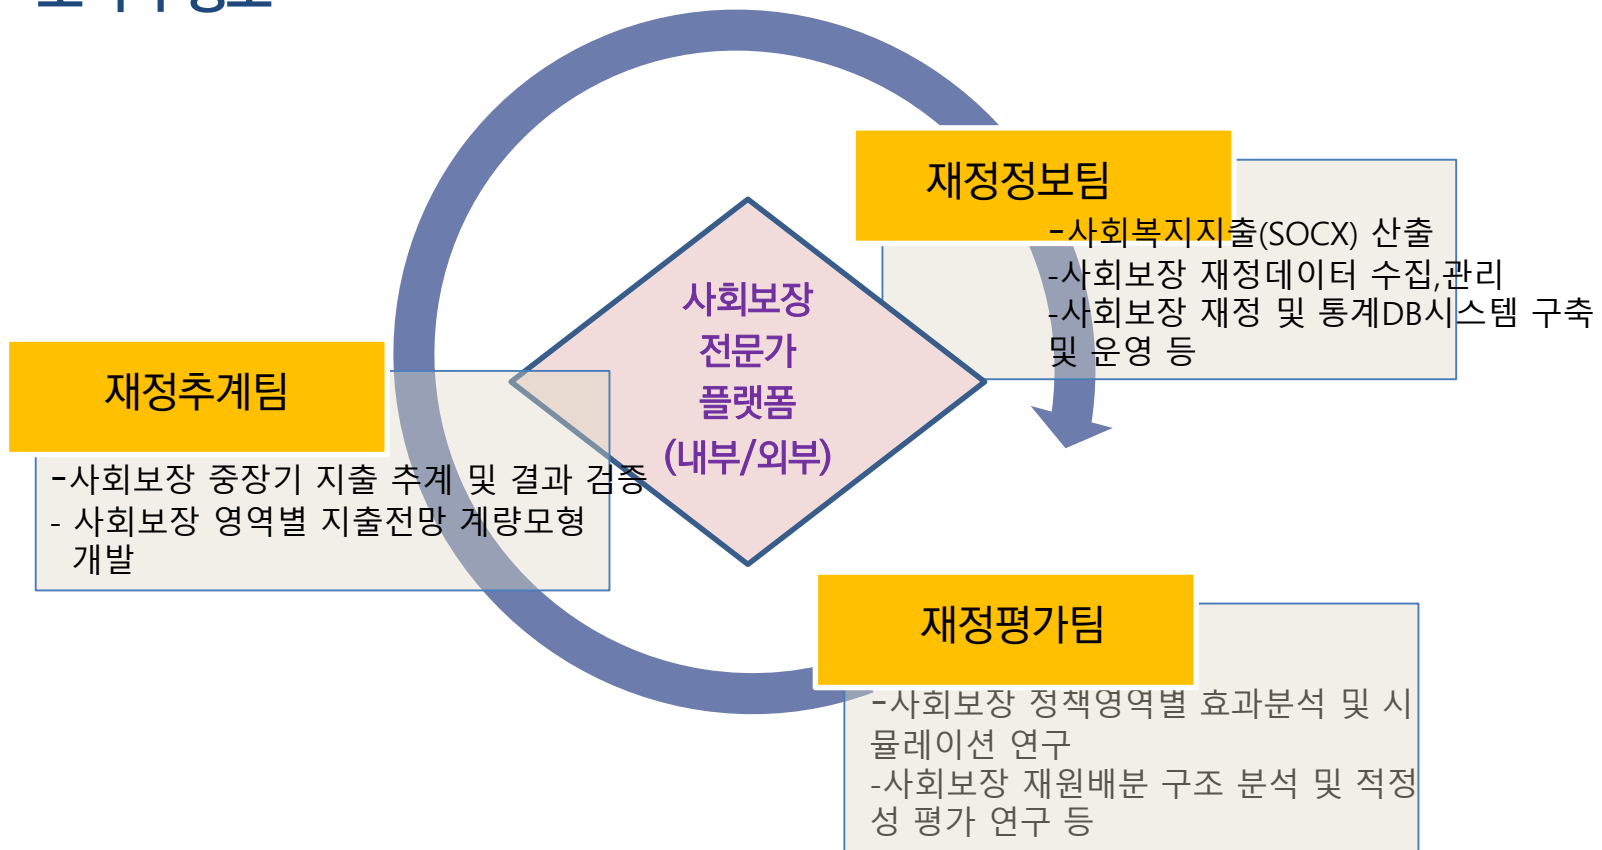 재정정보팀
-사회복지지출(SOCX) 산출
-사회보장 재정데이터 수집,관리
-사회보장 재정 및 통계DB시스템 구축
및 운영 등
사회보장
전문가
플랫폼
(내부/외부)
재정추계팀
-사회보장 중장기 지출 추계 및 결과 검증
- 사회보장 영역별 지출전망 계량모형
개발
재정평가팀
-사회보장 정책영역별 효과분석 및 시
뮬레이션 연구
-사회보장 재원배분 구조 분석 및 적정
성 평가 연구 등